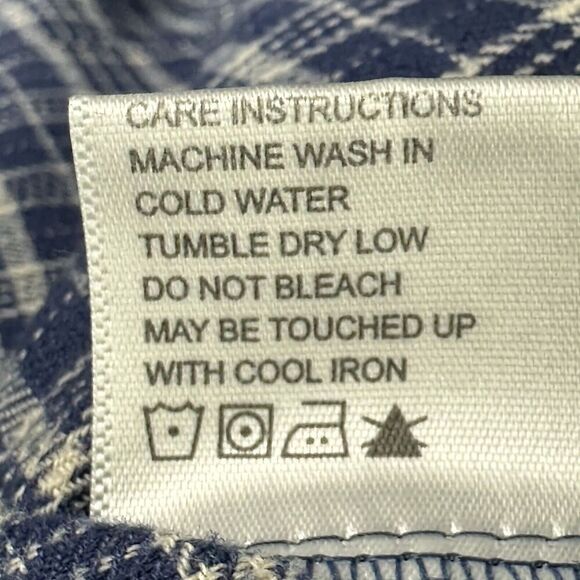 CARE INSTRUCTIONS
MACHINE WASH IN
COLD WATER
TUMBLE DRY LOW
DO NOT BLEACH
MAY BE TOUCHED UP
WITH COOL IRON